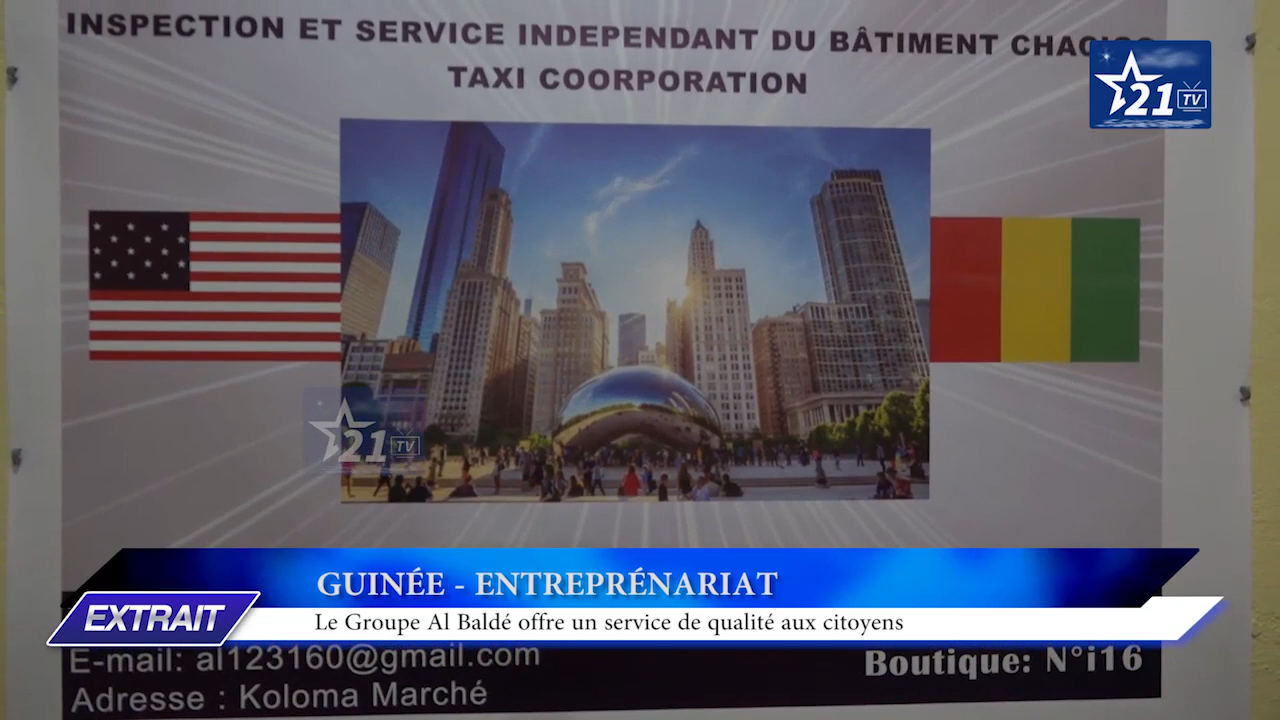 INSPECTION ET SERVICE INDEPENDANT DU BÂTIMENT
TAXI COORPORATION
21 TV
21 TV
GUINÉE - ENTREPRÉNARIAT
EXTRAIT
Le Groupe Al Baldé offre un service de qualité aux citoyens
E-mail: al123160@gmail.com
Boutique: N°i16
Adresse : Koloma Marché